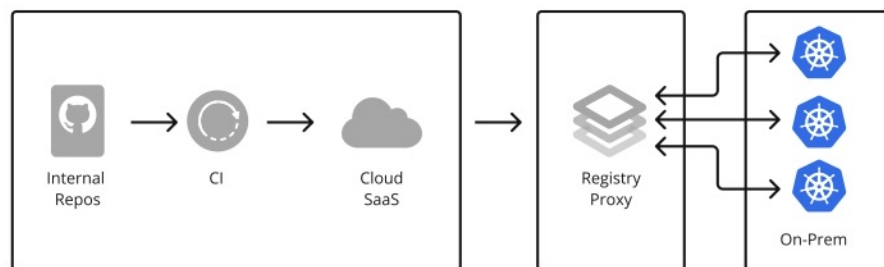 Internal
Repos
CI
Cloud
SaaS
Registry
Proxy
On-Prem